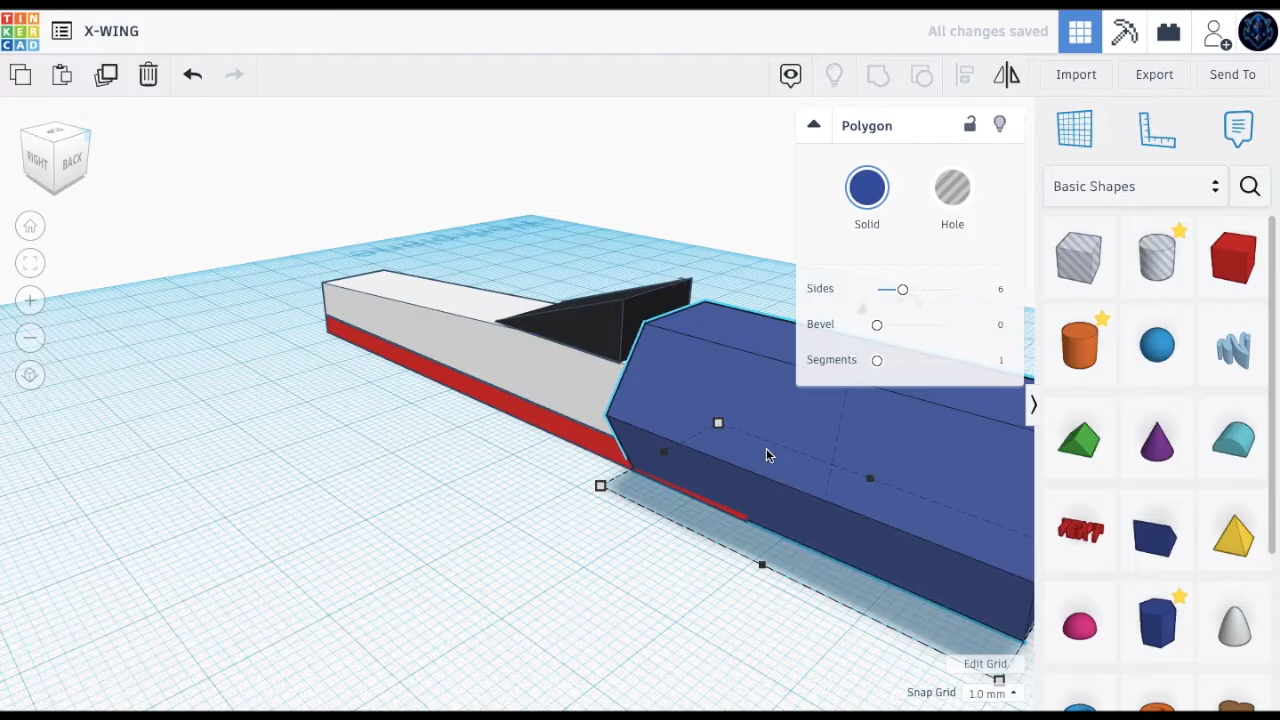 TIN
KER
CAD
X-WING
All changes saved
Import
Export
Send To
Polygon
Solid
Hole
Sides
6
Bevel
0
Segments
1
Basic Shapes
RIGHT
BACK
TEXT
Edit Grid
Snap Grid
1.0 mm